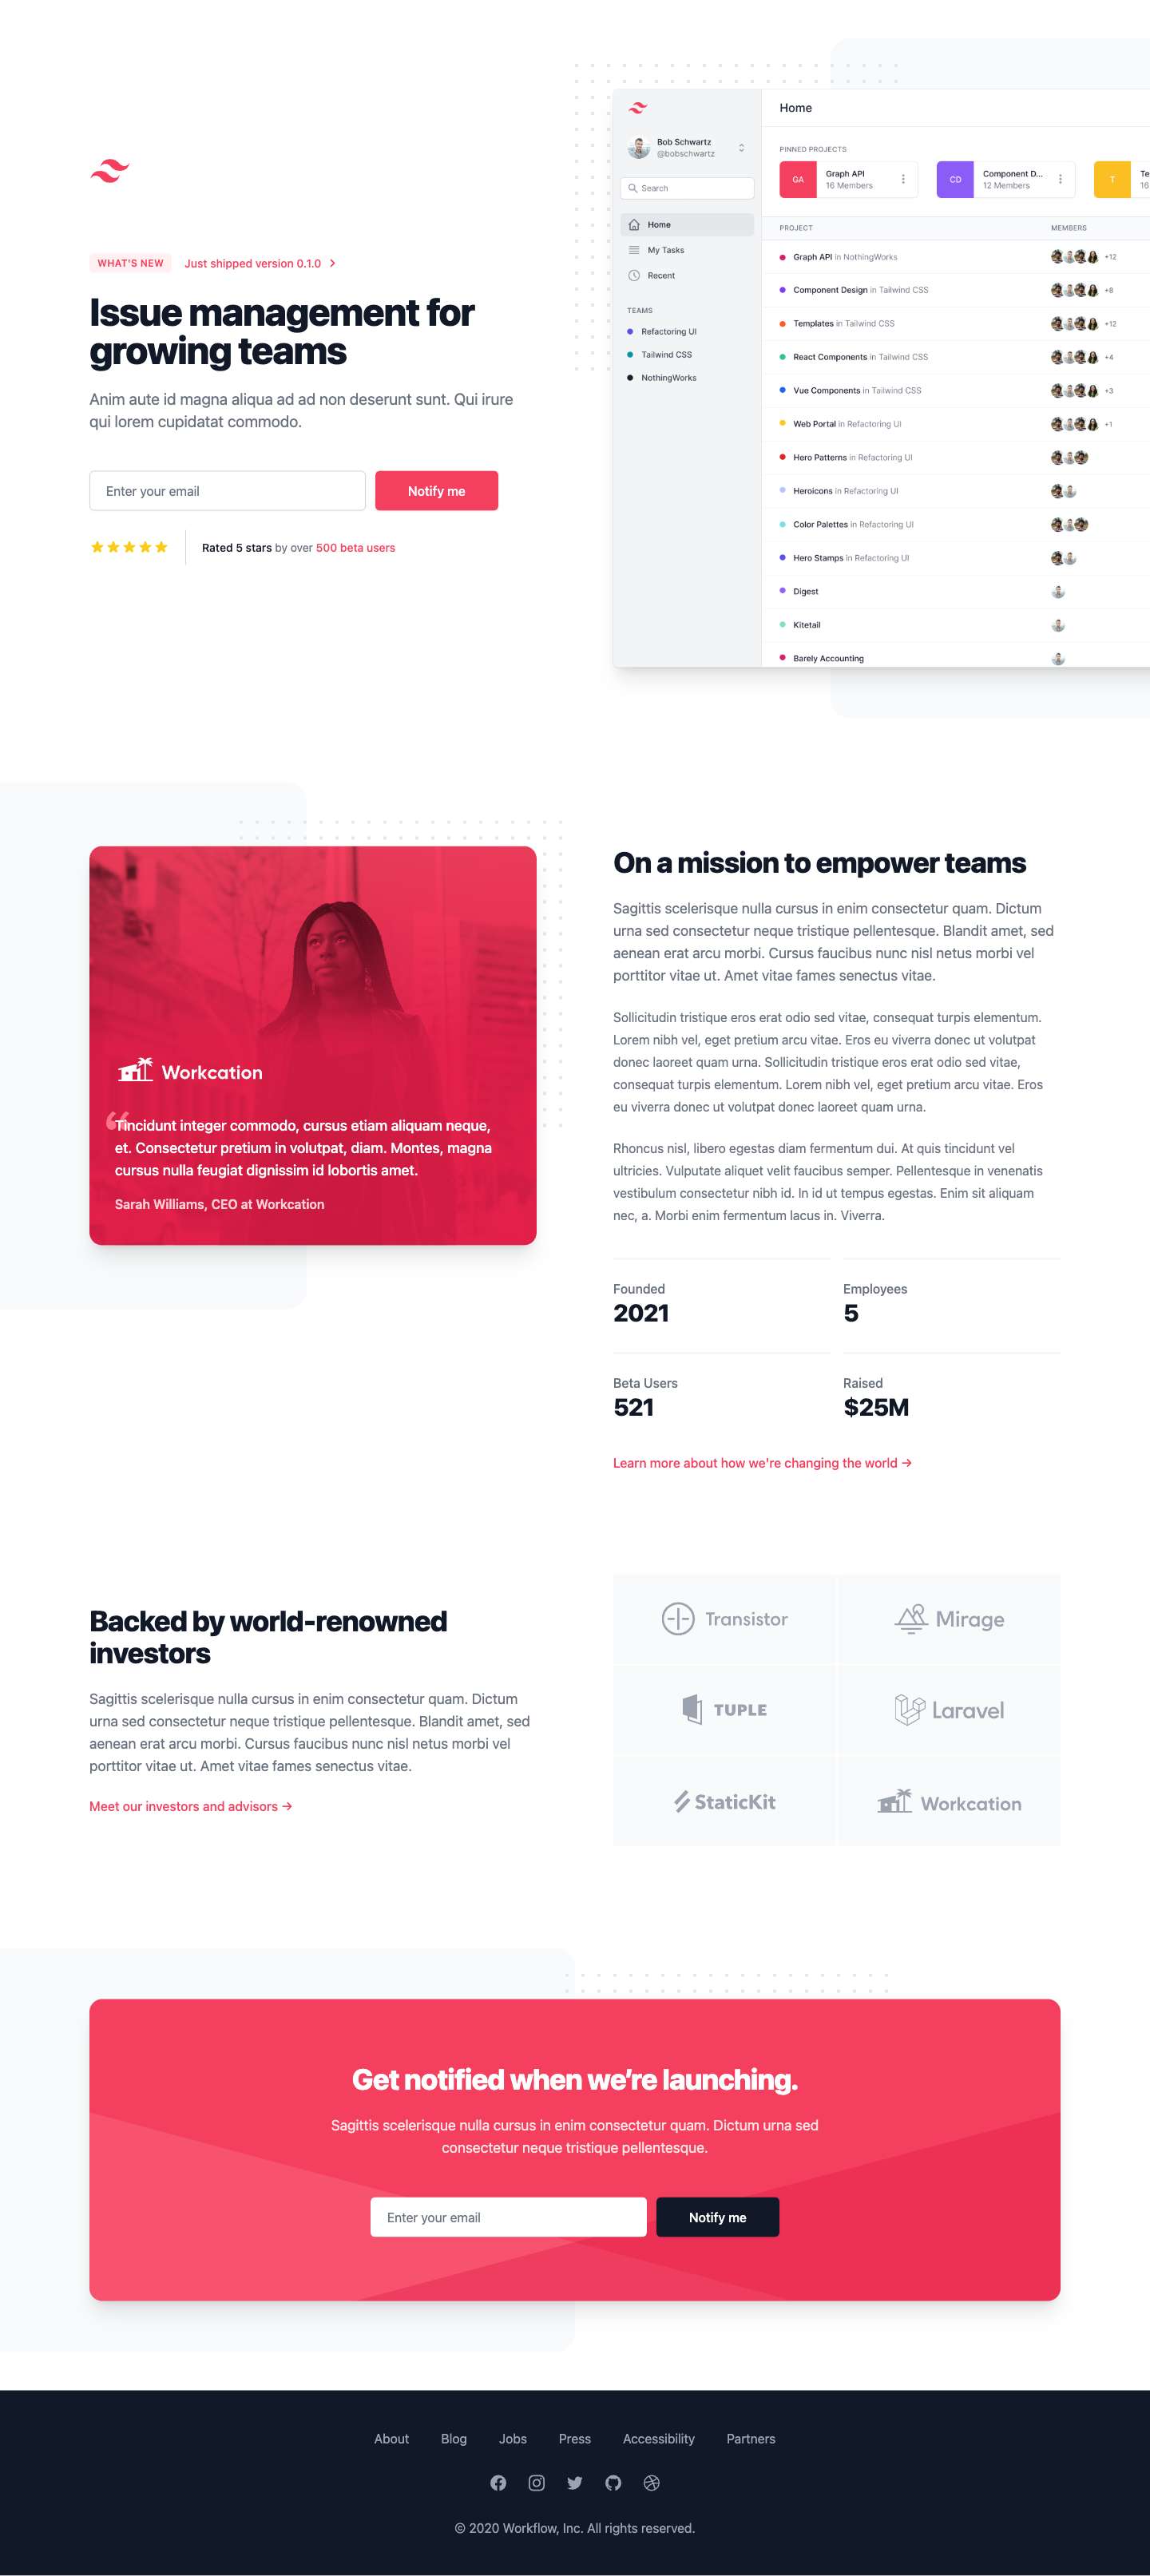 WHAT'S NEW
Just shipped version 0.1.0
Issue management for
growing teams
Anim aute id magna aliqua ad ad non deserunt sunt. Qui irure
qui lorem cupidatat commodo.
Enter your email
Notify me
Rated 5 stars by over 500 beta users
Bob Schwartz
@bobschwartz
Search
Home
My Tasks
Recent
TEAMS
Refactoring UI
Tailwind CSS
NothingWorks
Home
PINNED PROJECTS
GA
Graph API
16 Members
CD
Component D...
12 Members
T
Te
16
PROJECT
MEMBERS
Graph API in NothingWorks
+12
Component Design in Tailwind CSS
+8
Templates in Tailwind CSS
+12
React Components in Tailwind CSS
+4
Vue Components in Tailwind CSS
+3
Web Portal in Refactoring UI
+1
Hero Patterns in Refactoring UI
Heroicons in Refactoring UI
Color Palettes in Refactoring UI
Hero Stamps in Refactoring UI
Digest
Kitetail
Barely Accounting
Workcation
“
Tincidunt integer commodo, cursus etiam aliquam neque,
et. Consectetur pretium in volutpat, diam. Montes, magna
cursus nulla feugiat dignissim id lobortis amet.
Sarah Williams, CEO at Workcation
On a mission to empower teams
Sagittis scelerisque nulla cursus in enim consectetur quam. Dictum
urna sed consectetur neque tristique pellentesque. Blandit amet, sed
aenean erat arcu morbi. Cursus faucibus nunc nisl netus morbi vel
porttitor vitae ut. Amet vitae fames senectus vitae.
Sollicitudin tristique eros erat odio sed vitae, consequat turpis elementum.
Lorem nibh vel, eget pretium arcu vitae. Eros eu viverra donec ut volutpat
donec laoreet quam urna. Sollicitudin tristique eros erat odio sed vitae,
consequat turpis elementum. Lorem nibh vel, eget pretium arcu vitae. Eros
eu viverra donec ut volutpat donec laoreet quam urna.
Rhoncus nisl, libero egestas diam fermentum dui. At quis tincidunt vel
ultricies. Vulputate aliquet velit faucibus semper. Pellentesque in venenatis
vestibulum consectetur nibh id. In id ut tempus egestas. Enim sit aliquam
nec, a. Morbi enim fermentum lacus in. Viverra.
Founded
2021
Employees
5
Beta Users
521
Raised
$25M
Learn more about how we're changing the world →
Backed by world-renowned
investors
Sagittis scelerisque nulla cursus in enim consectetur quam. Dictum
urna sed consectetur neque tristique pellentesque. Blandit amet, sed
aenean erat arcu morbi. Cursus faucibus nunc nisl netus morbi vel
porttitor vitae ut. Amet vitae fames senectus vitae.
Meet our investors and advisors →
Transistor
Mirage
TUPLE
Laravel
StaticKit
Workcation
Get notified when we’re launching.
Sagittis scelerisque nulla cursus in enim consectetur quam. Dictum urna sed
consectetur neque tristique pellentesque.
Enter your email
Notify me
About
Blog
Jobs
Press
Accessibility
Partners
© 2020 Workflow, Inc. All rights reserved.